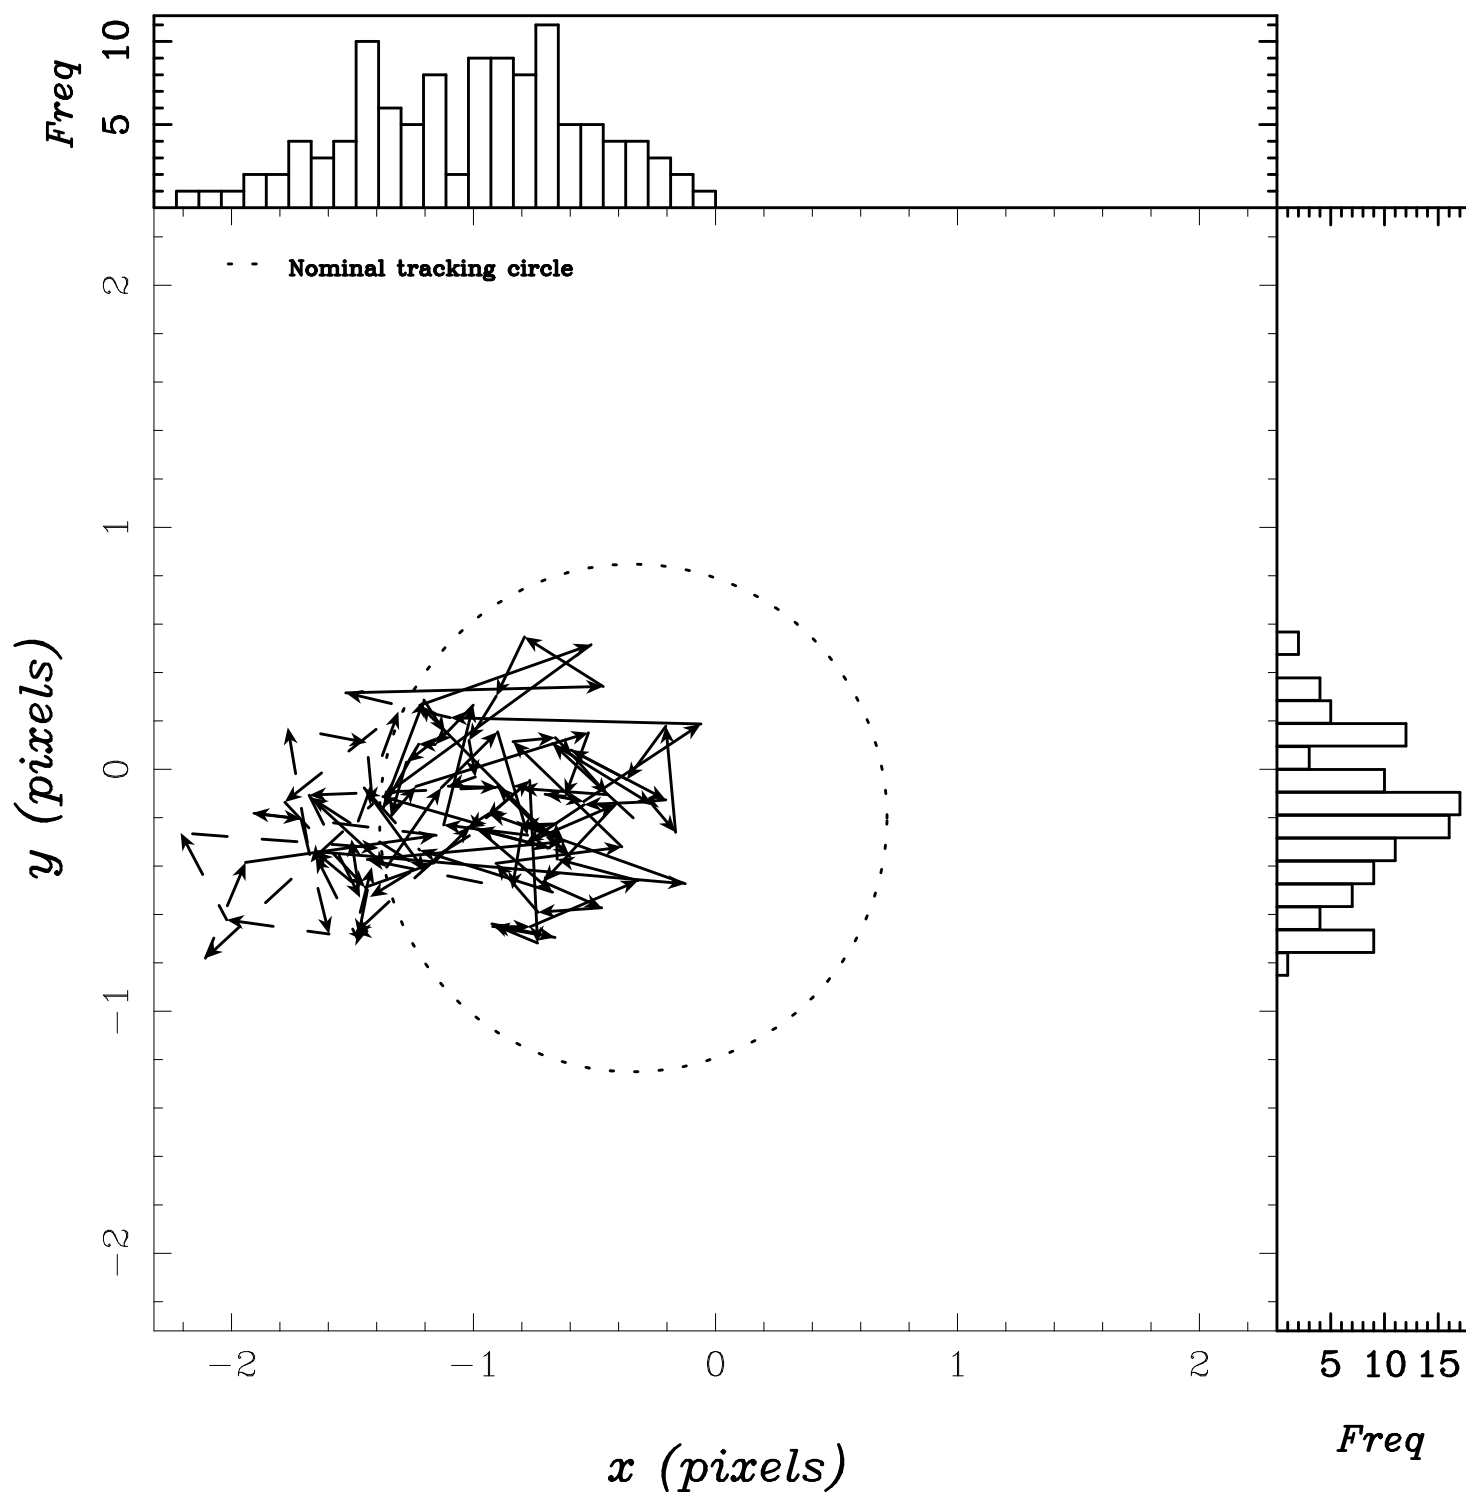 Freq
10
5
Nominal tracking circle
2
1
0
−1
−2
y (pixels)
−2 −1 0 1 2
5 10 15
Freq
x (pixels)